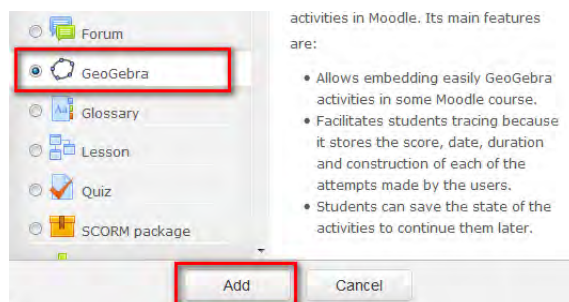 Forum
GeoGebra
Glossary
Lesson
Quiz
SCORM package
activities in Moodle. Its main features
are:
• Allows embedding easily GeoGebra
activities in some Moodle course.
• Facilitates students tracing because
it stores the score, date, duration
and construction of each of the
attempts made by the users.
• Students can save the state of the
activities to continue them later.
Add
Cancel